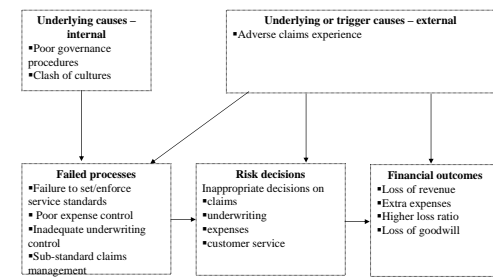 Underlying causes –
internal
▪Poor governance
procedures
▪Clash of cultures
Underlying or trigger causes – external
▪Adverse claims experience
Failed processes
▪Failure to set/enforce
service standards
▪ Poor expense control
▪Inadequate underwriting
control
▪Sub-standard claims
management
Risk decisions
Inappropriate decisions on
▪claims
▪underwriting
▪expenses
▪customer service
Financial outcomes
▪Loss of revenue
▪Extra expenses
▪Higher loss ratio
▪Loss of goodwill